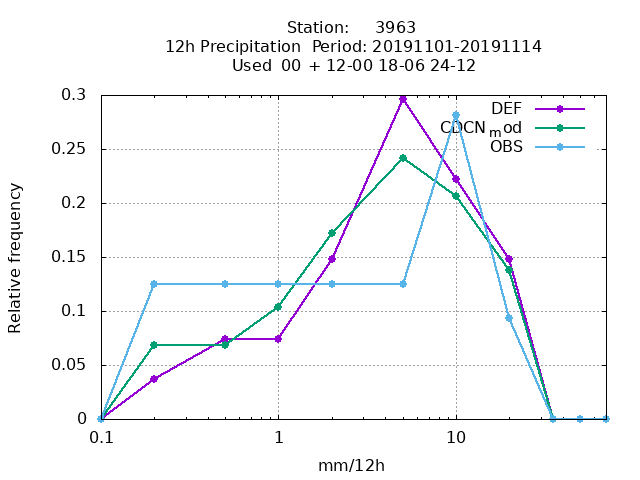 Station: 3963
12h Precipitation Period: 20191101-20191114
Used 00 + 12-00 18-06 24-12
0.3
0.25
0.2
0.15
0.1
0.05
0
0.1 1 10
DEF
CDCN mod
OBS
Relative frequency
mm/12h